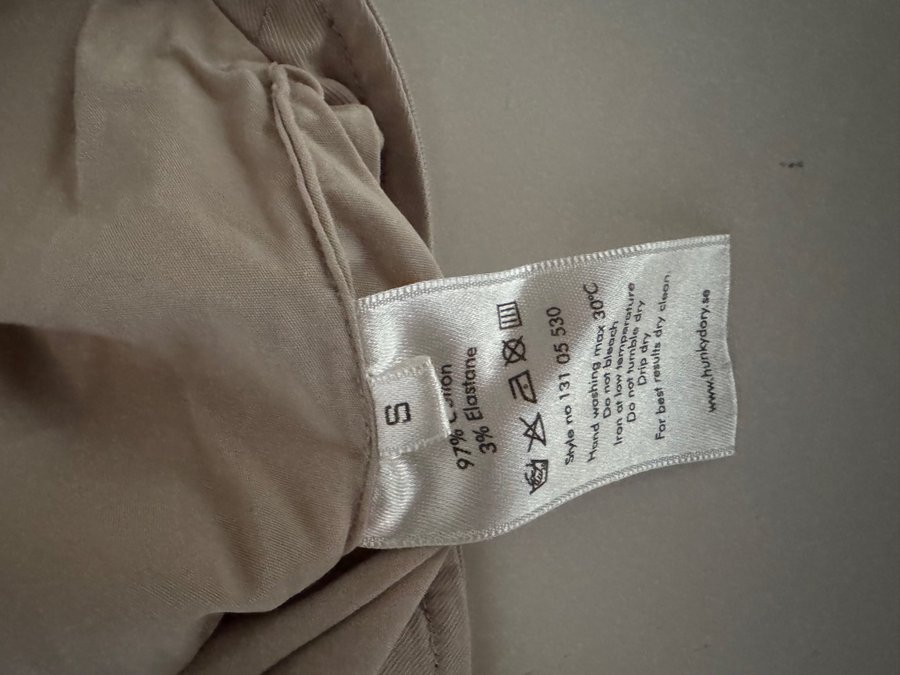 S
97%
3% Elastane
Style no 131 05 530
Hand washing max 30°C
Do not bleach
Iron at low temperature
Do not tumble dry
Drip dry
For best results dry clean.
www.hunkydory.se